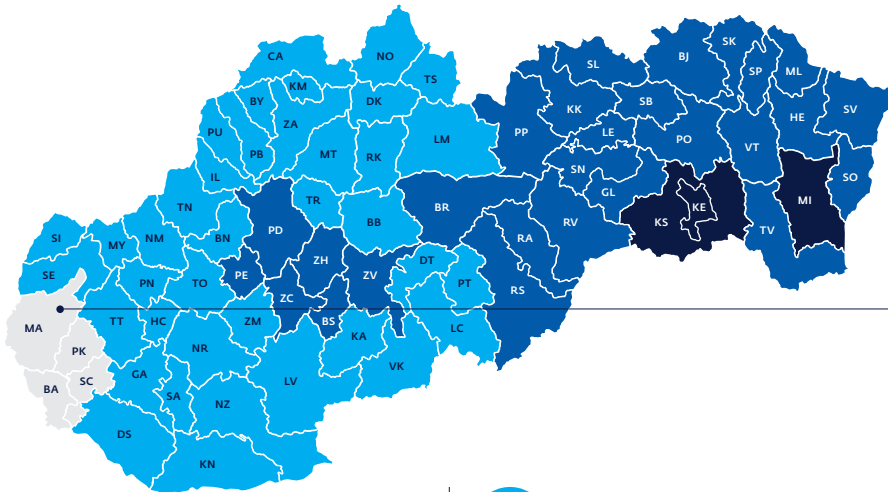 CA
NO
TS
KM
BY
DK
ZA
PU
PB
MT
RK
LM
IL
TN
TR
BB
SI
MY
NM
BN
PD
SE
PN
TO
PE
ZH
ZV
DT
PT
ZC
BS
MA
TT
HC
ZM
KA
LC
PK
NR
VK
BA
SC
GA
SA
NZ
LV
DS
KN
SL
BJ
SK
SP
ML
PP
KK
SB
HE
SV
LE
PO
VT
SN
GL
SO
BR
RA
RV
KS
KE
MI
TV
RS